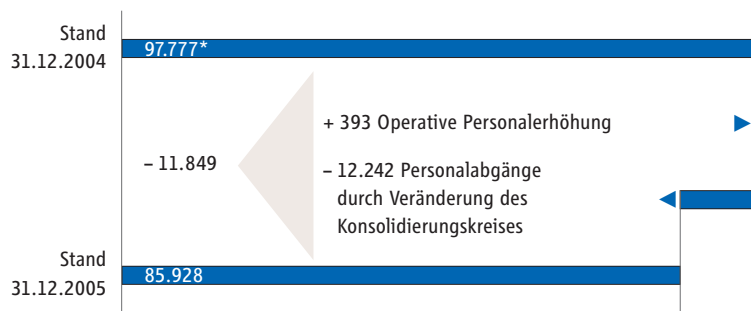 Stand
31.12.2004
97.777*
+ 393 Operative Personalerhöhung
– 11.849
– 12.242 Personalabgänge
durch Veränderung des
Konsolidierungskreises
Stand
31.12.2005
85.928